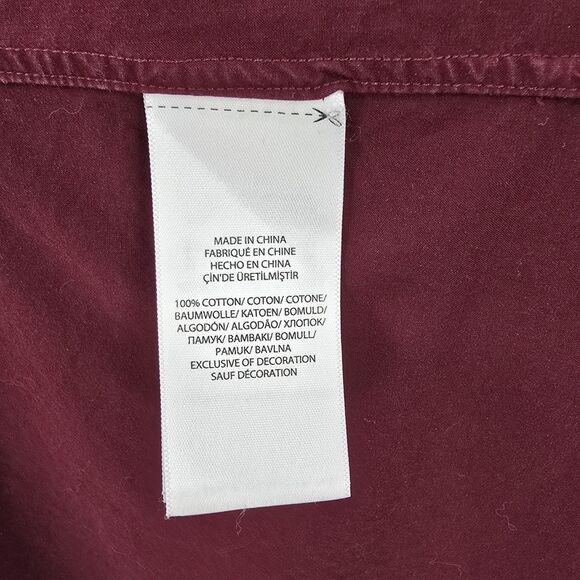 MADE IN CHINA
FABRIQUÉ EN CHINE
HECHO EN CHINA
ÇİN'DE ÜRETİLMİŞTİR
100% COTTON/ COTON/ COTONE/
BAUMWOLLE/ KATOEN/ BOMULD/
ALGODÓN/ ALGODÃO/ ХЛОПОК/
ПАМУК/ BAMBAKI/ BOMULL/
PAMUK/ BAVLNA
EXCLUSIVE OF DECORATION
SAUF DÉCORATION